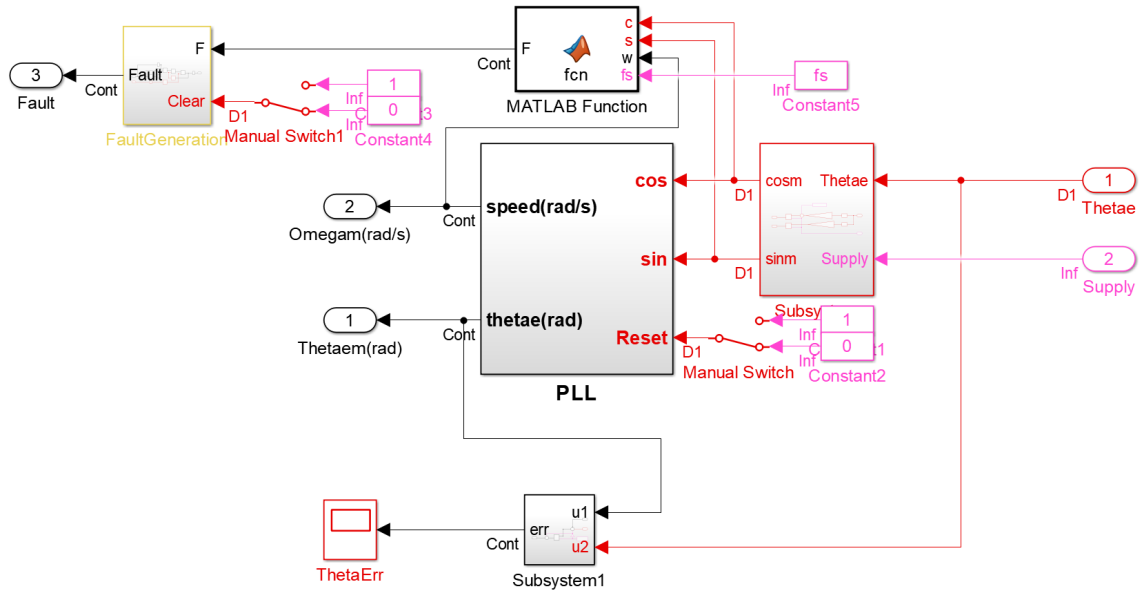 c
s
F
w
F
Cont
fcn
fs
fs
3
Fault
Cont
Fault
Clear
1
Inf
0
Inf
Inf
Constant5
MATLAB Function
D1
Manual Switch1
Constant4
FaultGeneration
cos
cosm
Thetae
1
D1
D1
Thetae
2
speed(rad/s)
Cont
Omegam(rad/s)
sin
sinm
Supply
2
D1
Inf
Supply
1
thetae(rad)
Cont
Thetaem(rad)
Reset
1
Inf
0
Inf
D1
Manual Switch
Constant2
PLL
u1
err
Cont
u2
ThetaErr
Subsystem1